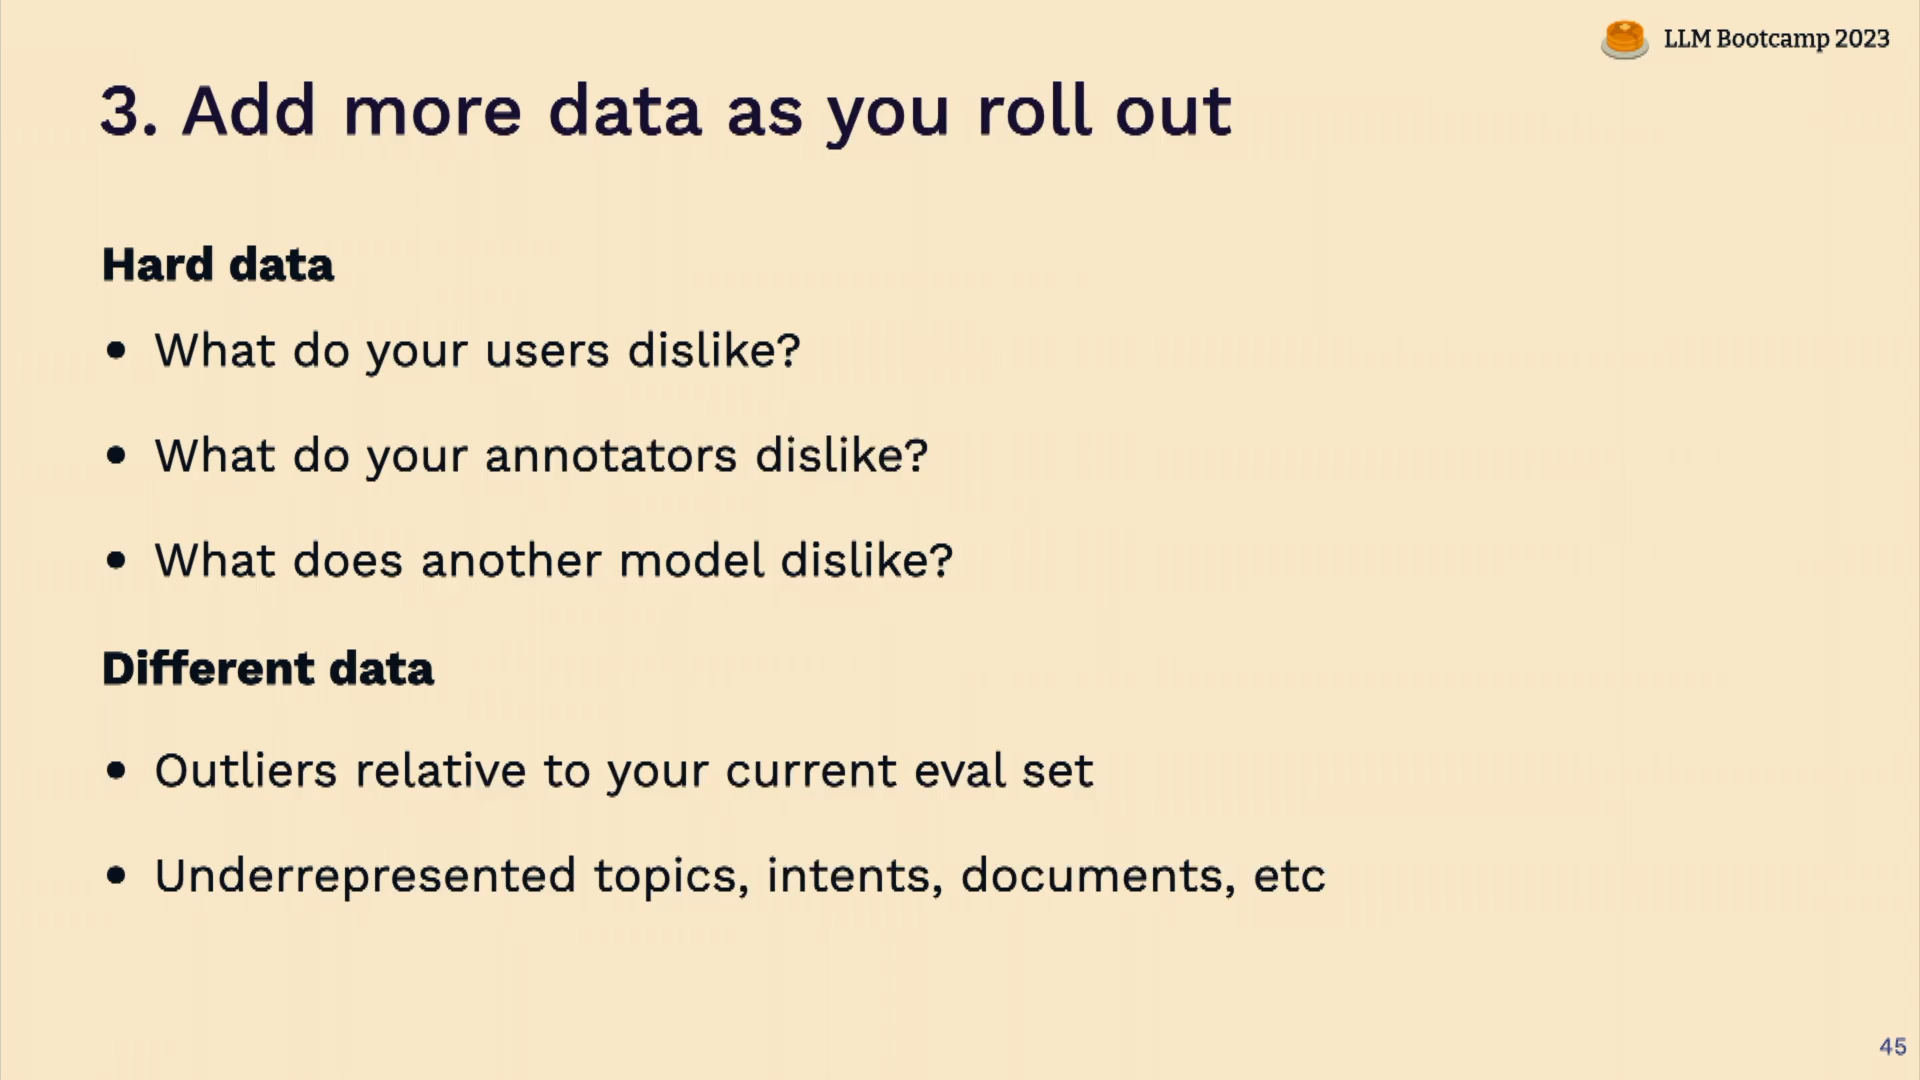 LLM Bootcamp 2023
3. Add more data as you roll out
Hard data
• What do your users dislike?
• What do your annotators dislike?
• What does another model dislike?
Different data
• Outliers relative to your current eval set
• Underrepresented topics, intents, documents, etc
45